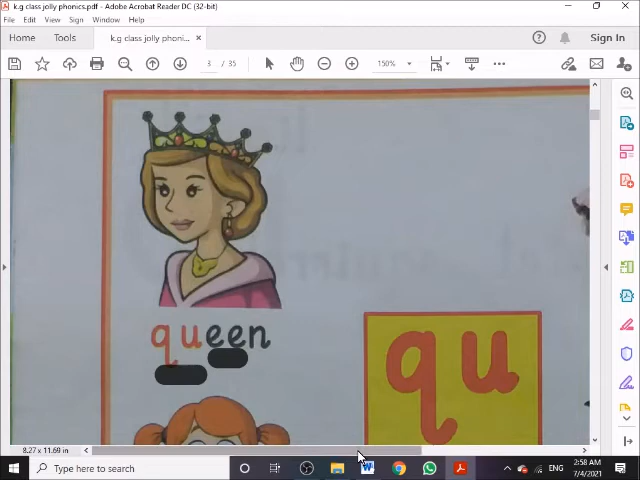 k.g class jolly phonics.pdf - Adobe Acrobat Reader DC (32-bit)
File Edit View Sign Window Help
Home Tools k.g class jolly phoni... × Sign In
3 / 35 150%
queen
qu
8.27 x 11.69 in
Type here to search
ENG 2:58 AM
7/4/2021